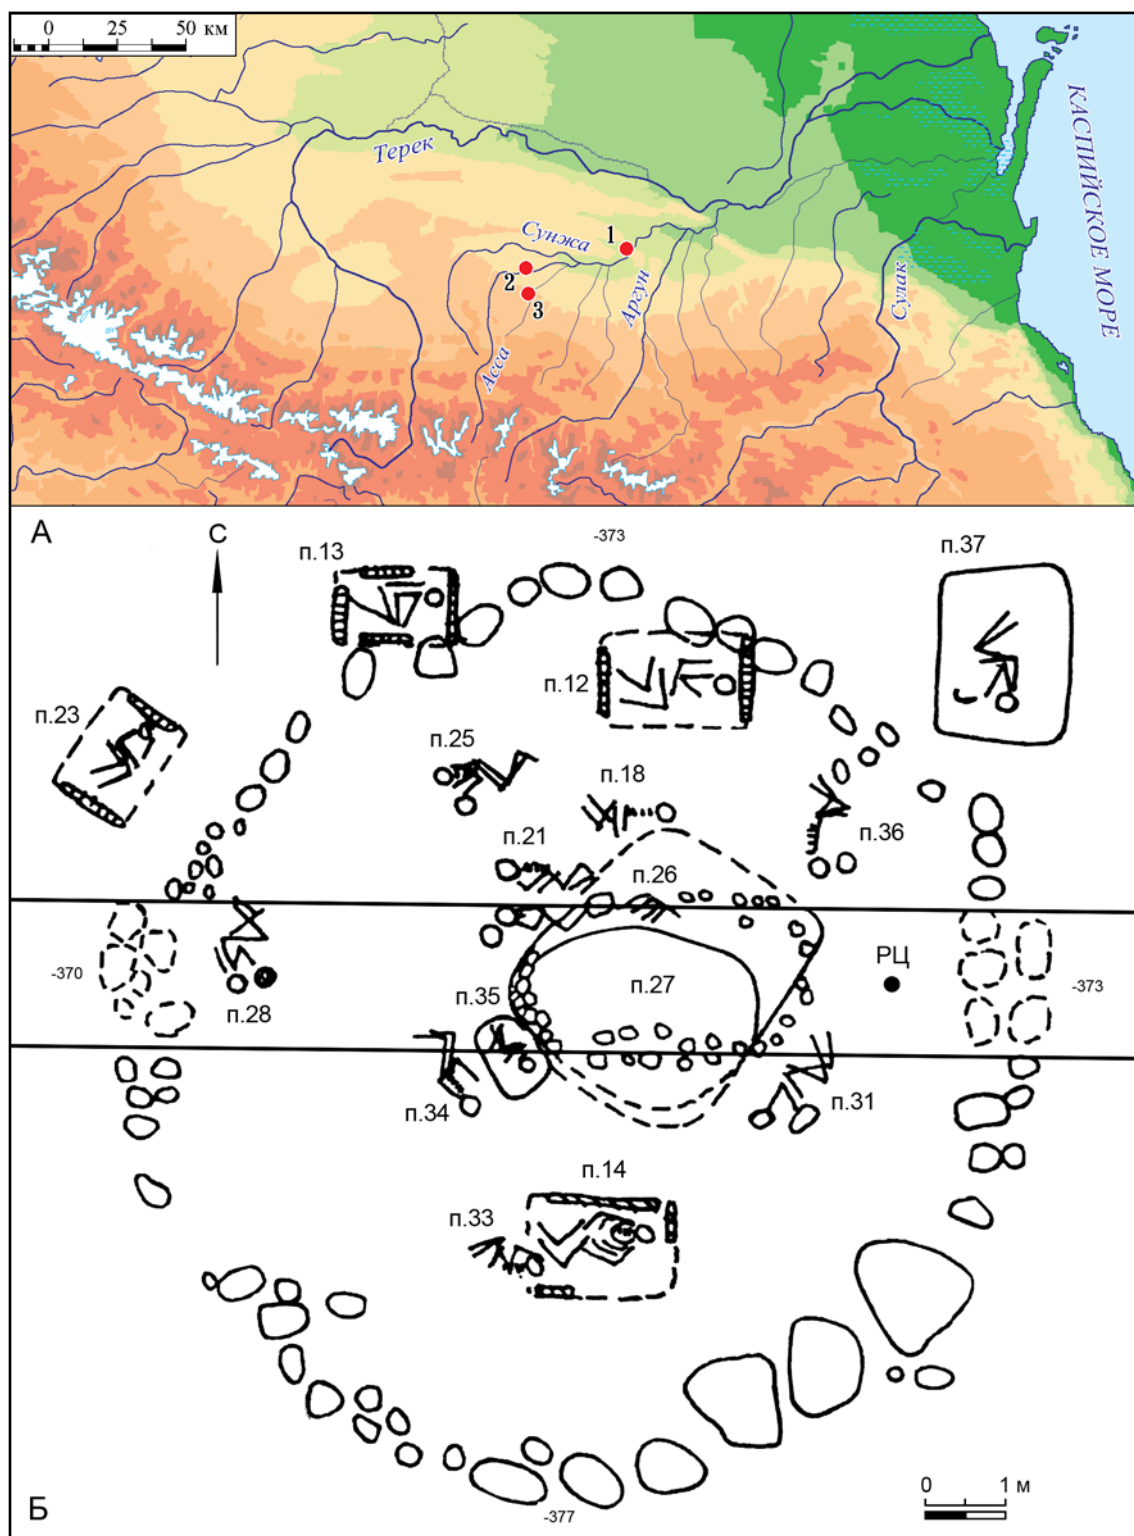 0 25 50 км
Терек
Сунжа
1
2
3
Асса
Аргун
Сулак
КАСПИЙСКОЕ МОРЕ
А
С
п.13
-373
п.37
п.12
п.23
п.25
п.18
п.36
п.21
п.26
РЦ
-370
п.27
-373
п.28
п.35
п.34
п.31
п.14
п.33
0 1 м
Б
-377